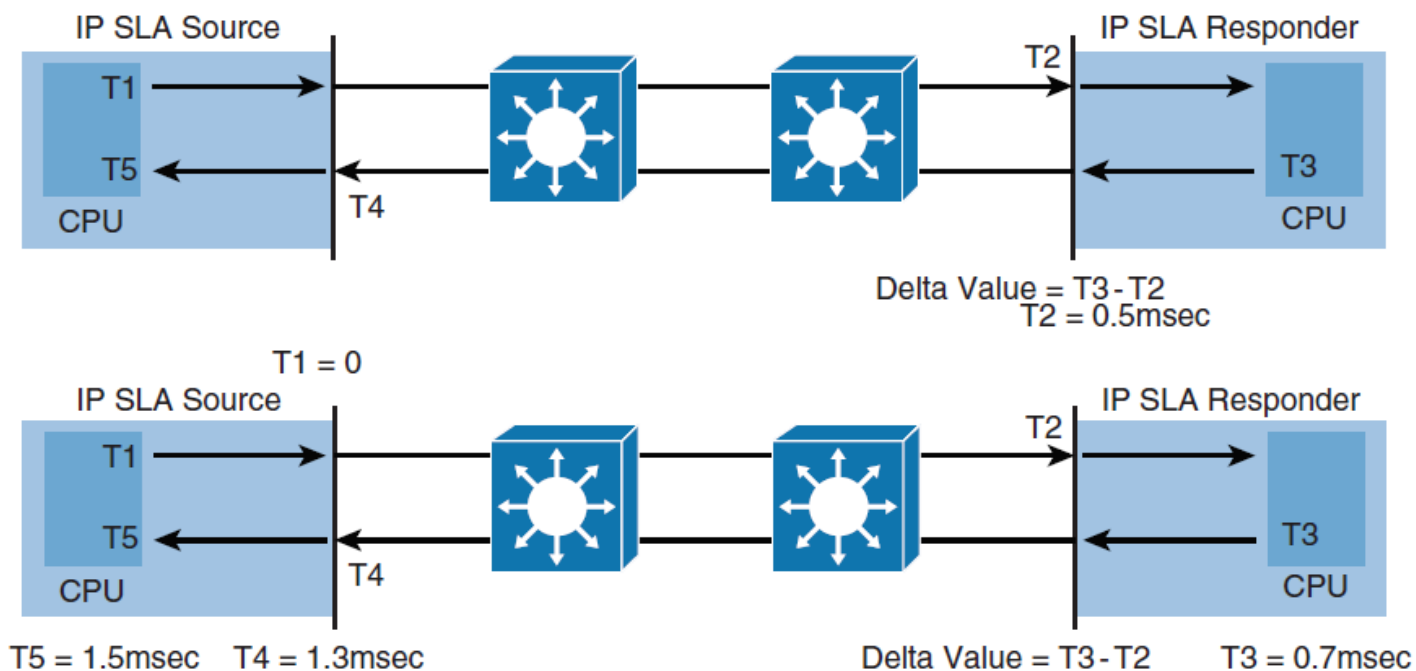 IP SLA Source
IP SLA Responder
T1
T2
T5
T4
T3
CPU
CPU
Delta Value = T3-T2
T2 = 0.5msec
T1 = 0
IP SLA Source
IP SLA Responder
T1
T2
T5
T4
T3
CPU
CPU
T5 = 1.5msec
T4 = 1.3msec
Delta Value = T3-T2
T3 = 0.7msec